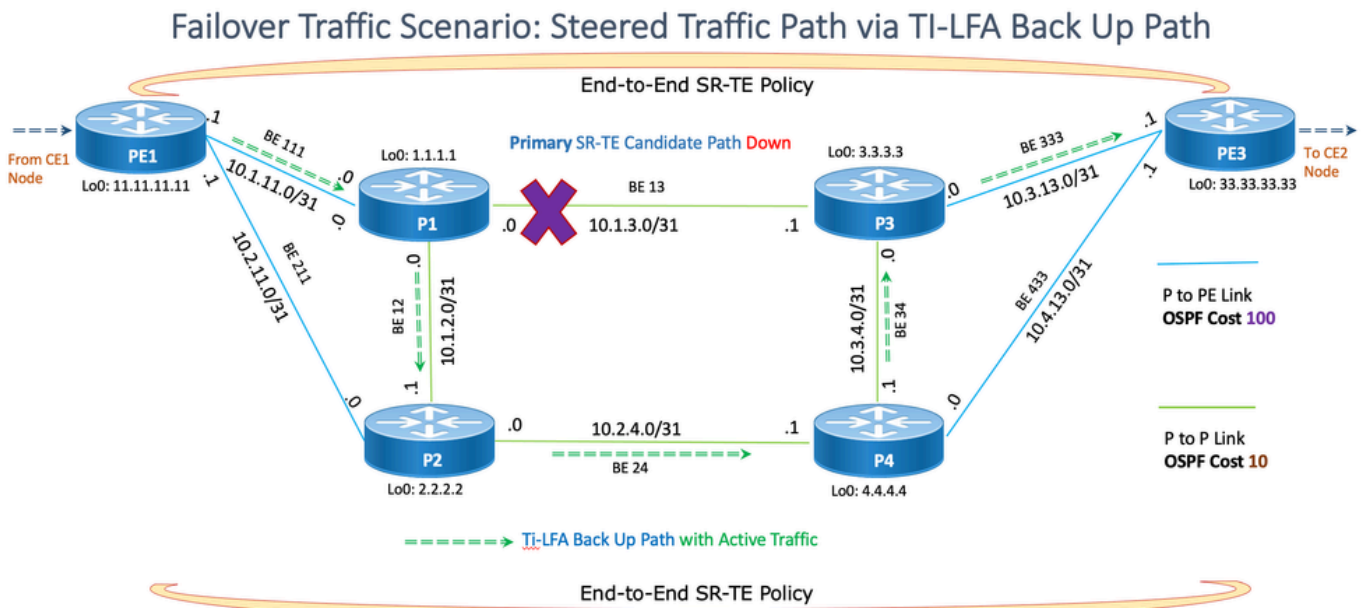 Failover Traffic Scenario: Steered Traffic Path via TI-LFA Back Up Path
End-to-End SR-TE Policy
From CE1
Node
PE1
Lo0: 11.11.11.11
.1
.1
BE 111
10.1.11.0/31
.0
.0
Lo0: 1.1.1.1
P1
Primary SR-TE Candidate Path Down
BE 13
.0
10.1.3.0/31
.1
Lo0: 3.3.3.3
P3
.0
BE 333
10.3.13.0/31
.1
.1
PE3
To CE2
Node
Lo0: 33.33.33.33
BE 211
10.2.11.0/31
.0
.0
BE 12
10.1.2.0/31
.1
.0
BE 34
10.3.4.0/31
.1
BE 433
10.4.13.0/31
.0
P to PE Link
OSPF Cost 100
P2
Lo0: 2.2.2.2
.0
10.2.4.0/31
.1
BE 24
P4
Lo0: 4.4.4.4
P to P Link
OSPF Cost 10
Ti-LFA Back Up Path with Active Traffic
End-to-End SR-TE Policy